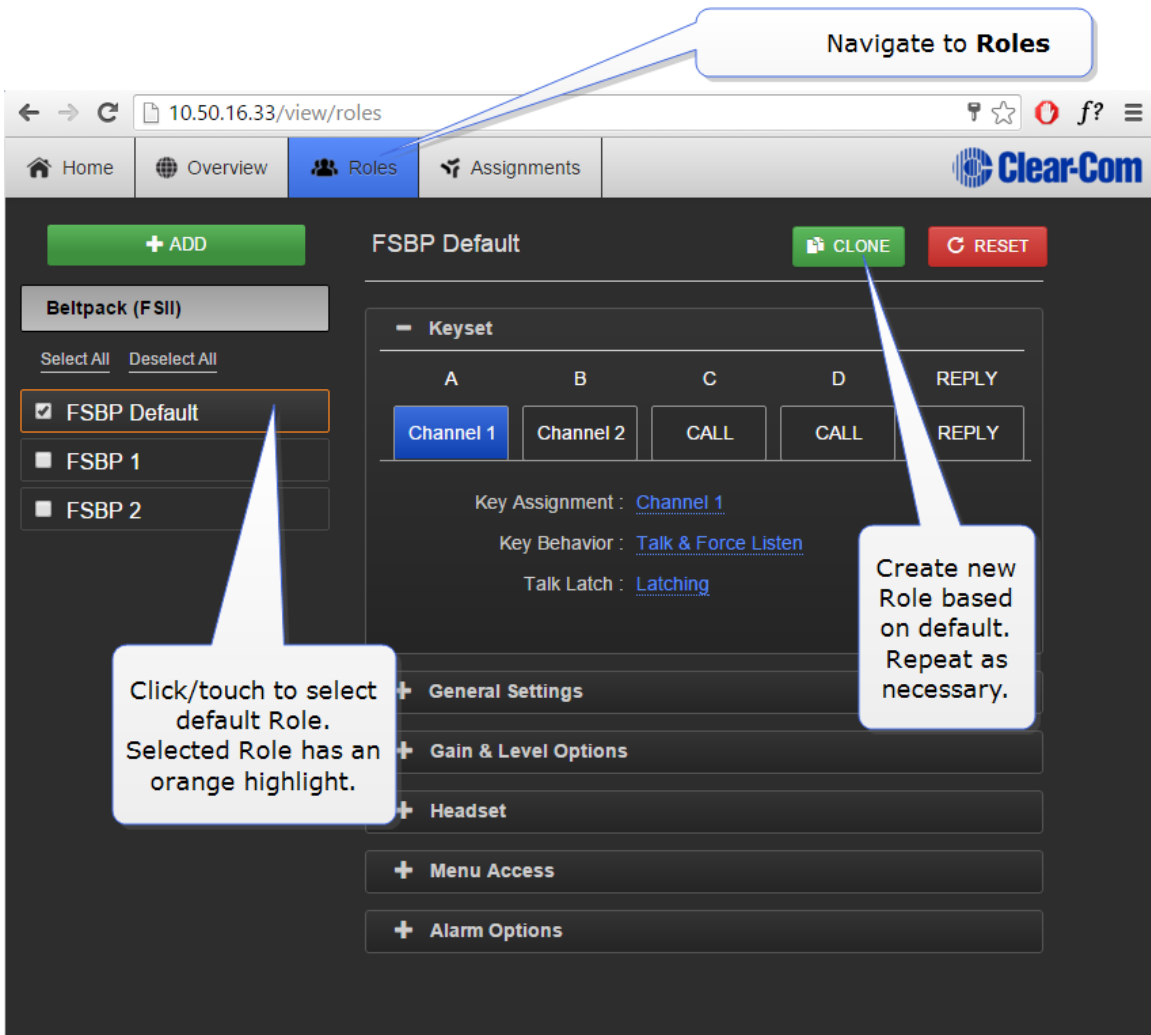 Navigate to Roles
10.50.16.33/view/roles
f?
Home Overview Roles Assignments Clear-Com
ADD
FSBP Default CLONE RESET
Beltpack (FSII)
Select All Deselect All
FSBP Default
FSBP 1
FSBP 2
Keyset
A B C D REPLY
Channel 1 Channel 2 CALL CALL REPLY
Key Assignment : Channel 1
Key Behavior : Talk & Force Listen
Talk Latch : Latching
Create new
Role based
on default.
Repeat as
necessary.
Click/touch to select
default Role.
Selected Role has an
orange highlight.
General Settings
Gain & Level Options
Headset
Menu Access
Alarm Options